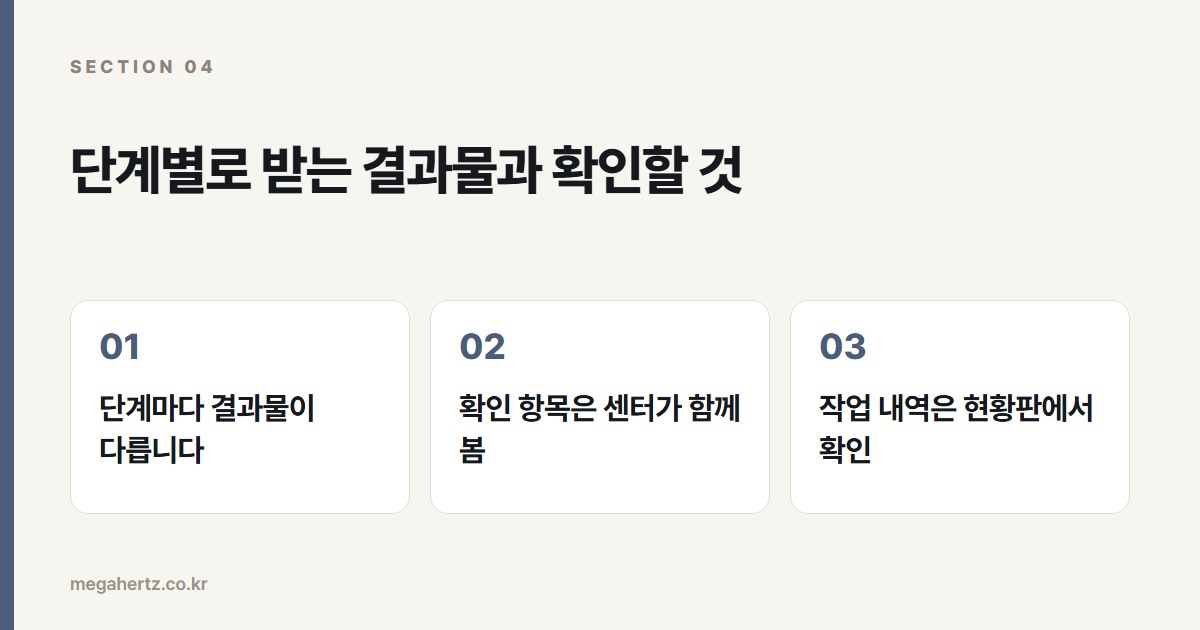 SECTION 04
단계별로 받는 결과물과 확인할 것
01
단계마다 결과물이
다릅니다
02
확인 항목은 센터가 함께
봄
03
작업 내역은 현황판에서
확인
megahertz.co.kr